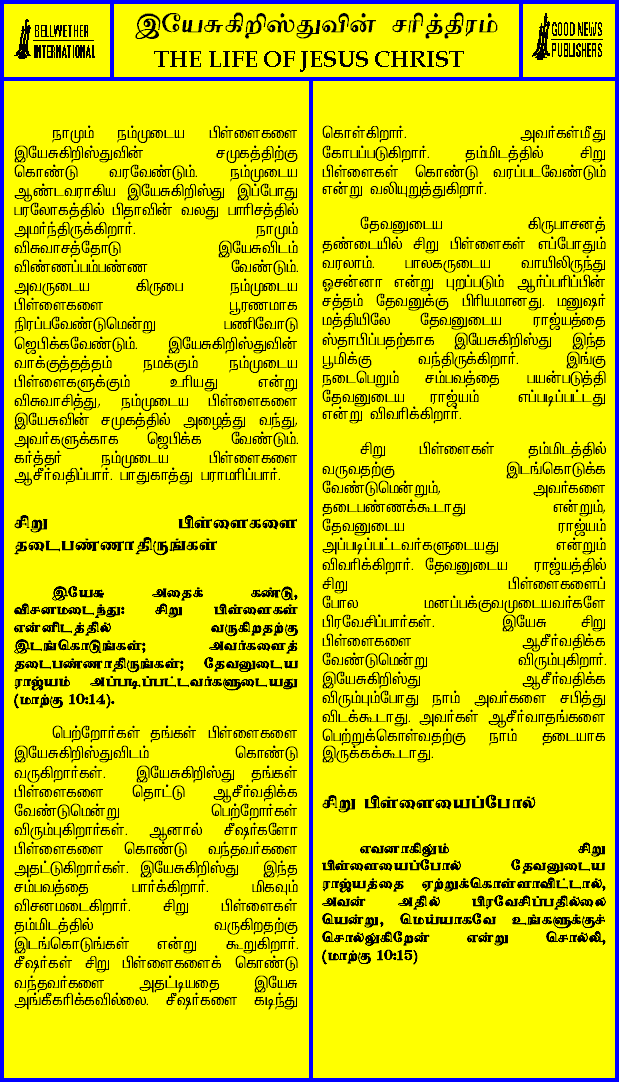 BELLWETHER
INTERNATIONAL
இயேசுகிறிஸ்துவின் சரித்திரம்
THE LIFE OF JESUS CHRIST
GOOD NEWS
PUBLISHERS
நாமும் நம்முடைய பிள்ளைகளை
இயேசுகிறிஸ்துவின் சமுகத்திற்கு
கொண்டு வரவேண்டும். நம்முடைய
ஆண்டவராகிய இயேசுகிறிஸ்து இப்போது
பரலோகத்தில் பிதாவின் வலது பாரிசத்தில்
அமர்ந்திருக்கிறார். நாமும்
விசுவாசத்தோடு இயேசுவிடம்
விண்ணப்பம்பண்ண வேண்டும்.
அவருடைய கிருபை நம்முடைய
பிள்ளைகளை பூரணமாக
நிரப்பவேண்டுமென்று பணிவோடு
ஜெபிக்கவேண்டும். இயேசுகிறிஸ்துவின்
வாக்குத்தத்தம் நமக்கும் நம்முடைய
பிள்ளைகளுக்கும் உரியது என்று
விசுவாசித்து, நம்முடைய பிள்ளைகளை
இயேசுவின் சமுகத்தில் அழைத்து வந்து,
அவர்களுக்காக ஜெபிக்க வேண்டும்.
கர்த்தர் நம்முடைய பிள்ளைகளை
ஆசீர்வதிப்பார். பாதுகாத்து பராமரிப்பார்.
சிறு பிள்ளைகளை
தடைபண்ணாதிருங்கள்
இயேசு அதைக் கண்டு,
விசனமடைந்து: சிறு பிள்ளைகள்
என்னிடத்தில் வருகிறதற்கு
இடங்கொடுங்கள்; அவர்களைத்
தடைபண்ணாதிருங்கள்; தேவனுடைய
ராஜ்யம் அப்படிப்பட்டவர்களுடையது
(மாற்கு 10:14).
பெற்றோர்கள் தங்கள் பிள்ளைகளை
இயேசுகிறிஸ்துவிடம் கொண்டு
வருகிறார்கள். இயேசுகிறிஸ்து தங்கள்
பிள்ளைகளை தொட்டு ஆசீர்வதிக்க
வேண்டுமென்று பெற்றோர்கள்
விரும்புகிறார்கள். ஆனால் சீஷர்களோ
பிள்ளைகளை கொண்டு வந்தவர்களை
அதட்டுகிறார்கள். இயேசுகிறிஸ்து இந்த
சம்பவத்தை பார்க்கிறார். மிகவும்
விசனமடைகிறார். சிறு பிள்ளைகள்
தம்மிடத்தில் வருகிறதற்கு
இடங்கொடுங்கள் என்று கூறுகிறார்.
சீஷர்கள் சிறு பிள்ளைகளைக் கொண்டு
வந்தவர்களை அதட்டியதை இயேசு
அங்கீகரிக்கவில்லை. சீஷர்களை கடிந்து
கொள்கிறார். அவர்கள்மீது
கோபப்படுகிறார். தம்மிடத்தில் சிறு
பிள்ளைகள் கொண்டு வரப்படவேண்டும்
என்று வலியுறுத்துகிறார்.
தேவனுடைய கிருபாசனத்
தண்டையில் சிறு பிள்ளைகள் எப்போதும்
வரலாம். பாலகருடைய வாயிலிருந்து
ஓசன்னா என்று புறப்படும் ஆர்ப்பரிப்பின்
சத்தம் தேவனுக்கு பிரியமானது. மனுஷர்
மத்தியிலே தேவனுடைய ராஜ்யத்தை
ஸ்தாபிப்பதற்காக இயேசுகிறிஸ்து இந்த
பூமிக்கு வந்திருக்கிறார். இங்கு
நடைபெறும் சம்பவத்தை பயன்படுத்தி
தேவனுடைய ராஜ்யம் எப்படிப்பட்டது
என்று விவரிக்கிறார்.
சிறு பிள்ளைகள் தம்மிடத்தில்
வருவதற்கு இடங்கொடுக்க
வேண்டுமென்றும், அவர்களை
தடைபண்ணக்கூடாது என்றும்,
தேவனுடைய ராஜ்யம்
அப்படிப்பட்டவர்களுடையது என்றும்
விவரிக்கிறார். தேவனுடைய ராஜ்யத்தில்
சிறு பிள்ளைகளைப்
போல மனப்பக்குவமுடையவர்களே
பிரவேசிப்பார்கள். இயேசு சிறு
பிள்ளைகளை ஆசீர்வதிக்க
வேண்டுமென்று விரும்புகிறார்.
இயேசுகிறிஸ்து ஆசீர்வதிக்க
விரும்பும்போது நாம் அவர்களை சபித்து
விடக்கூடாது. அவர்கள் ஆசீர்வாதங்களை
பெற்றுக்கொள்வதற்கு நாம் தடையாக
இருக்கக்கூடாது.
சிறு பிள்ளையைப்போல்
எவனாகிலும் சிறு
பிள்ளையைப்போல் தேவனுடைய
ராஜ்யத்தை ஏற்றுக்கொள்ளாவிட்டால்,
அவன் அதில் பிரவேசிப்பதில்லை
யென்று, மெய்யாகவே உங்களுக்குச்
சொல்லுகிறேன் என்று சொல்லி,
(மாற்கு 10:15)